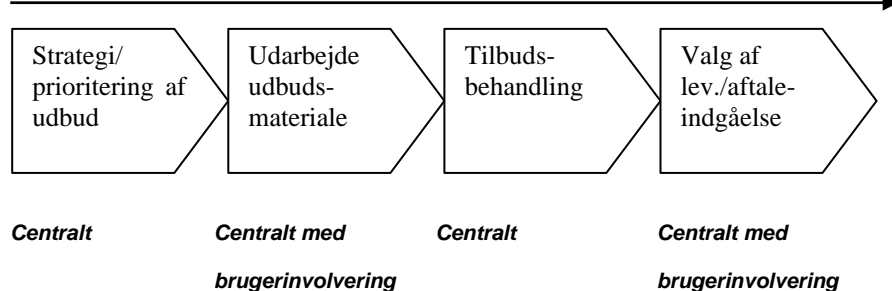 Strategi/
prioritering af
udbud
Udarbejde
udbuds-
materiale
Tilbuds-
behandling
Valg af
lev./aftale-
indgåelse
Centralt
Centralt med
brugerinvolvering
Centralt
Centralt med
brugerinvolvering